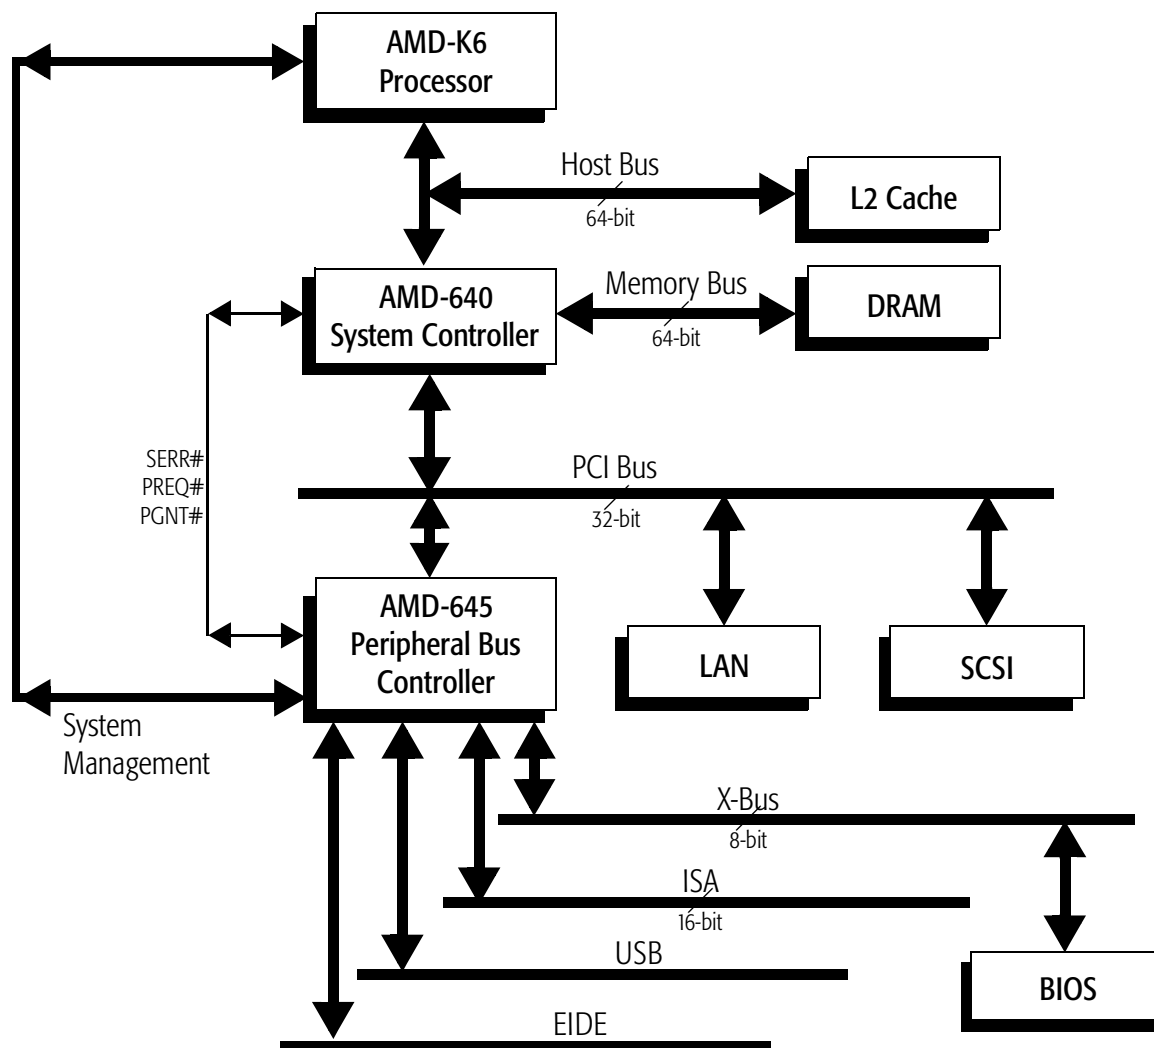 AMD-K6
Processor
Host Bus
64-bit
L2 Cache
AMD-640
System Controller
Memory Bus
64-bit
DRAM
SERR#
PREQ#
PGNT#
PCI Bus
32-bit
AMD-645
Peripheral Bus
Controller
LAN
SCSI
System
Management
X-Bus
8-bit
ISA
16-bit
USB
BIOS
EIDE